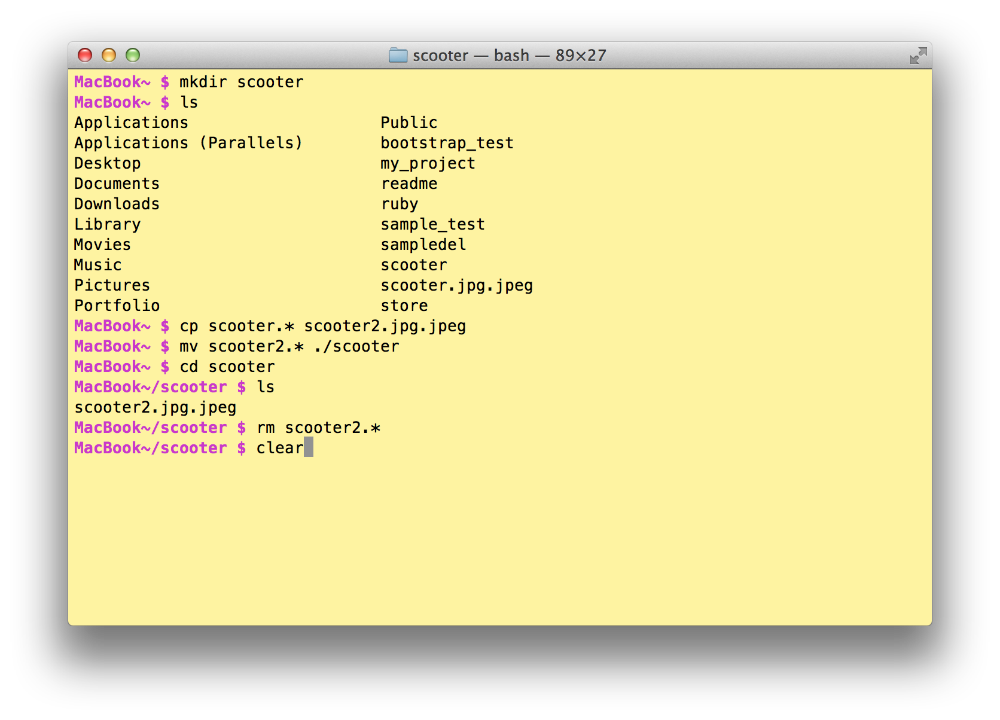 scooter — bash — 89×27
MacBook~ $ mkdir scooter
MacBook~ $ ls
Applications                    Public
Applications (Parallels)        bootstrap_test
Desktop                         my_project
Documents                       readme
Downloads                       ruby
Library                         sample_test
Movies                          sampledel
Music                           scooter
Pictures                        scooter.jpg.jpeg
Portfolio                       store
MacBook~ $ cp scooter.* scooter2.jpg.jpeg
MacBook~ $ mv scooter2.* ./scooter
MacBook~ $ cd scooter
MacBook~/scooter $ ls
scooter2.jpg.jpeg
MacBook~/scooter $ rm scooter2.*
MacBook~/scooter $ clear